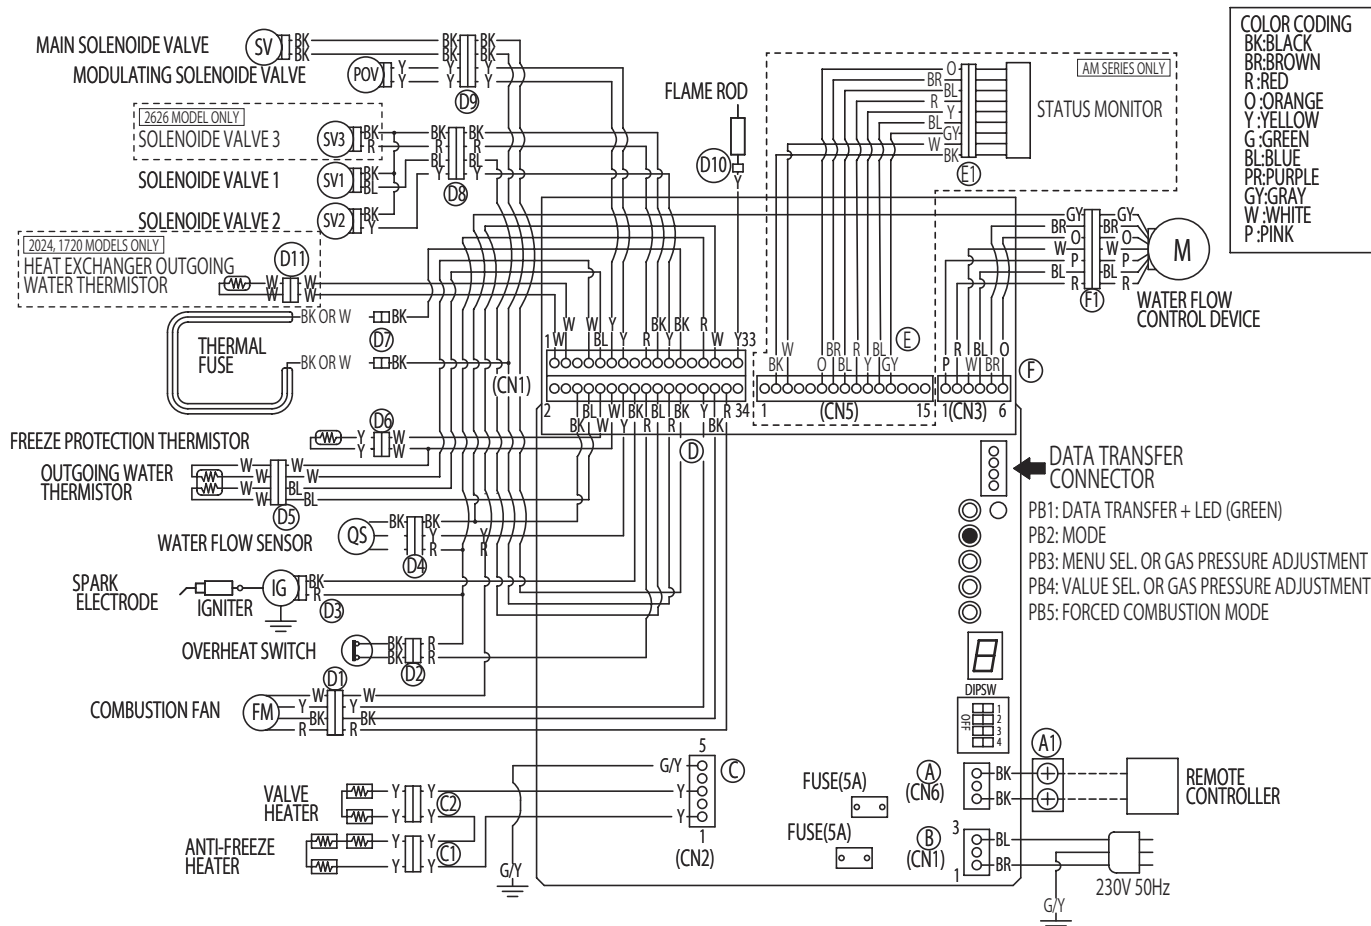 COLOR CODING
BK:BLACK
BR:BROWN
R :RED
O :ORANGE
Y :YELLOW
G :GREEN
BL:BLUE
PR:PURPLE
GY:GRAY
W :WHITE
P :PINK
MAIN SOLENOIDE VALVE
SV
BK
BK
BK
BK
BK
BK
MODULATING SOLENOIDE VALVE
POV
Y
Y
Y
Y
Y
Y
D9
2626 MODEL ONLY
SOLENOIDE VALVE 3
SV3
BK
R
BK
R
BK
R
SOLENOIDE VALVE 1
SV1
BK
BL
BL
Y
BL
Y
D8
SOLENOIDE VALVE 2
SV2
BK
Y
FLAME ROD
D10
Y
AM SERIES ONLY
STATUS MONITOR
O
BR
BL
R
Y
BL
GY
W
BK
E1
2024, 1720 MODELS ONLY
HEAT EXCHANGER OUTGOING
WATER THERMISTOR
D11
W
W
W
W
GY
BR
O
W
P
BL
R
GY
BR
O
W
P
BL
R
F1
M
WATER FLOW
CONTROL DEVICE
THERMAL
FUSE
BK OR W
BK
D7
BK OR W
BK
(CN1)
1
W
W
W
BL
Y
Y
R
BK
Y
BK
R
W
Y
33
2
BK
BL
W
W
Y
BK
R
BL
R
BK
Y
BK
R
34
D
BK
W
O
BR
BL
R
Y
BL
GY
E
1
(CN5)
15
P
R
W
BL
BR
O
F
1
(CN3)
6
FREEZE PROTECTION THERMISTOR
Y
Y
D6
W
W
OUTGOING WATER
THERMISTOR
W
W
W
W
W
BL
BL
D5
WATER FLOW SENSOR
QS
BK
BK
Y
R
Y
R
D4
SPARK
ELECTRODE
IGNITER
IG
BK
R
D3
OVERHEAT SWITCH
BK
BK
R
R
D2
COMBUSTION FAN
FM
W
Y
BK
R
D1
W
Y
BK
R
DATA TRANSFER
CONNECTOR
PB1: DATA TRANSFER + LED (GREEN)
PB2: MODE
PB3: MENU SEL. OR GAS PRESSURE ADJUSTMENT
PB4: VALUE SEL. OR GAS PRESSURE ADJUSTMENT
PB5: FORCED COMBUSTION MODE
8
DIPSW
OFF
1
2
3
4
VALVE
HEATER
Y
Y
Y
Y
C2
ANTI-FREEZE
HEATER
Y
Y
Y
Y
C1
G/Y
G/Y
Y
Y
5
C
1
(CN2)
FUSE(5A)
FUSE(5A)
A
(CN6)
BK
BK
A1
REMOTE
CONTROLLER
B
(CN1)
3
1
BL
BR
230V 50Hz
G/Y